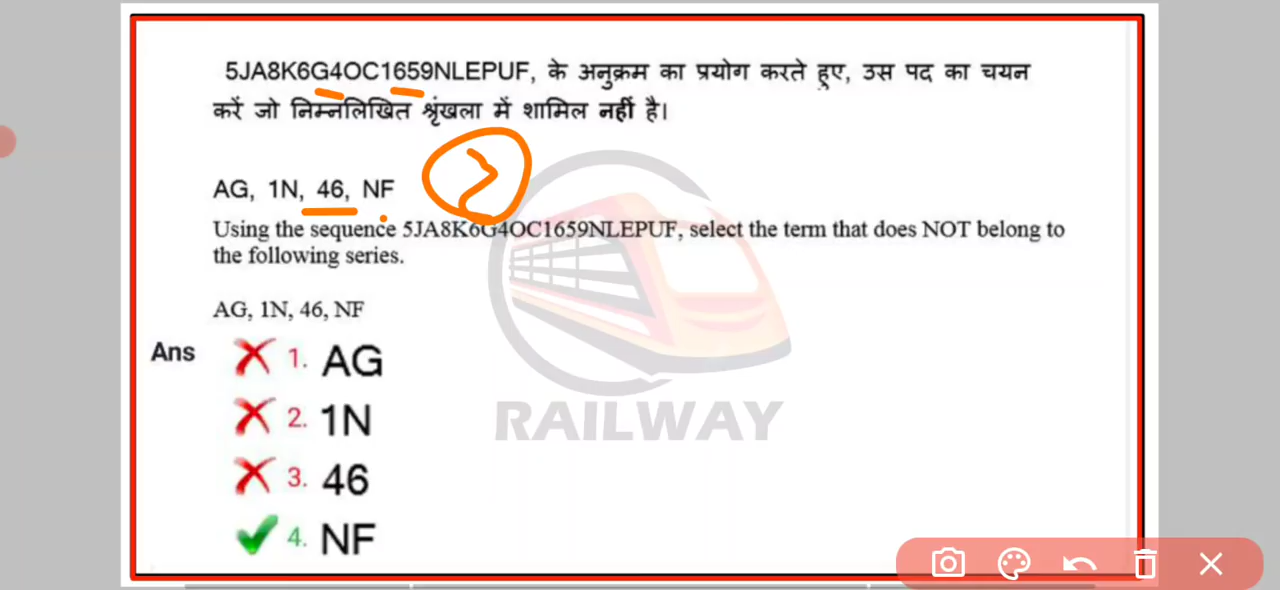 5JA8K6G4OC1659NLEPUF, के अनुक्रम का प्रयोग करते हुए, उस पद का चयन
करें जो निम्नलिखित श्रृंखला में शामिल नहीं है।
AG, 1N, 46, NF
2
Using the sequence 5JA8K6G4OC1659NLEPUF, select the term that does NOT belong to
the following series.
AG, 1N, 46, NF
Ans
1. AG
2. 1N
3. 46
4. NF
RAILWAY